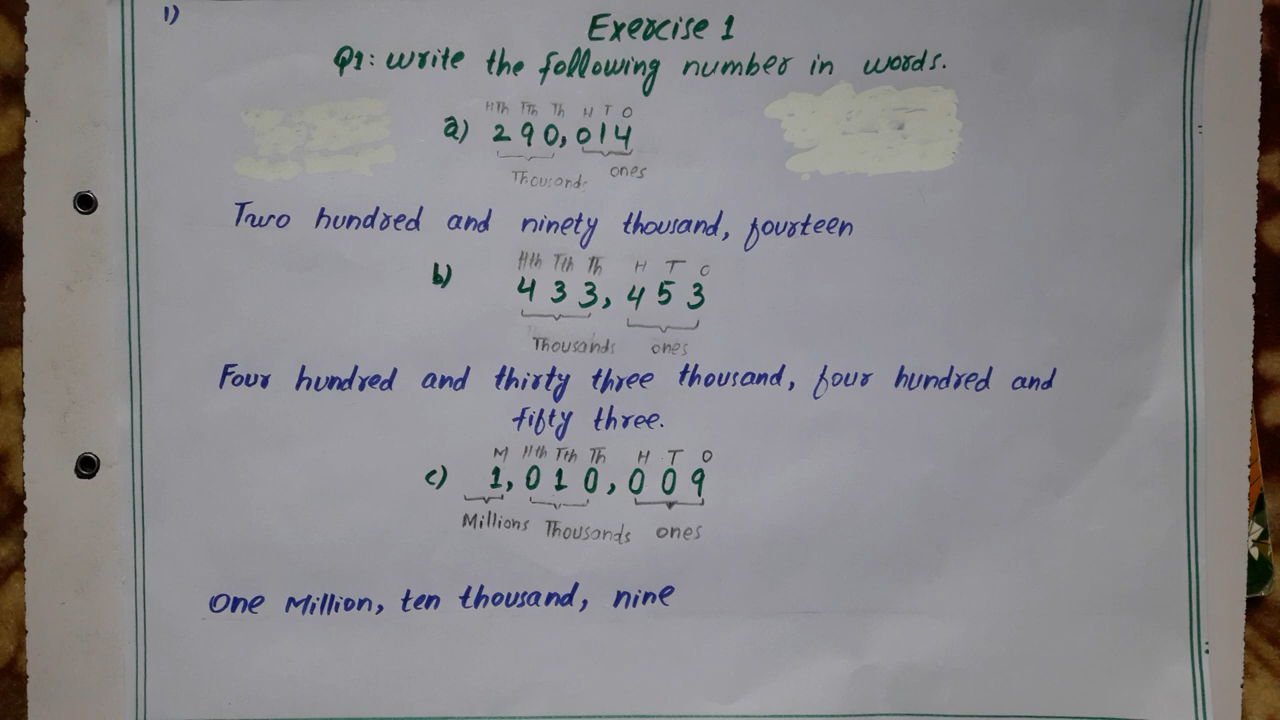 1)
Exercise 1
Q1: write the following number in words.
HTh TTh Th H T O
a) 290,014
Thousands ones
Two hundred and ninety thousand, fourteen
Hth Tth Th H T O
b) 433,453
Thousands ones
Four hundred and thirty three thousand, four hundred and
fifty three.
M Hth Tth Th H T O
c) 1,010,009
Millions Thousands ones
One Million, ten thousand, nine